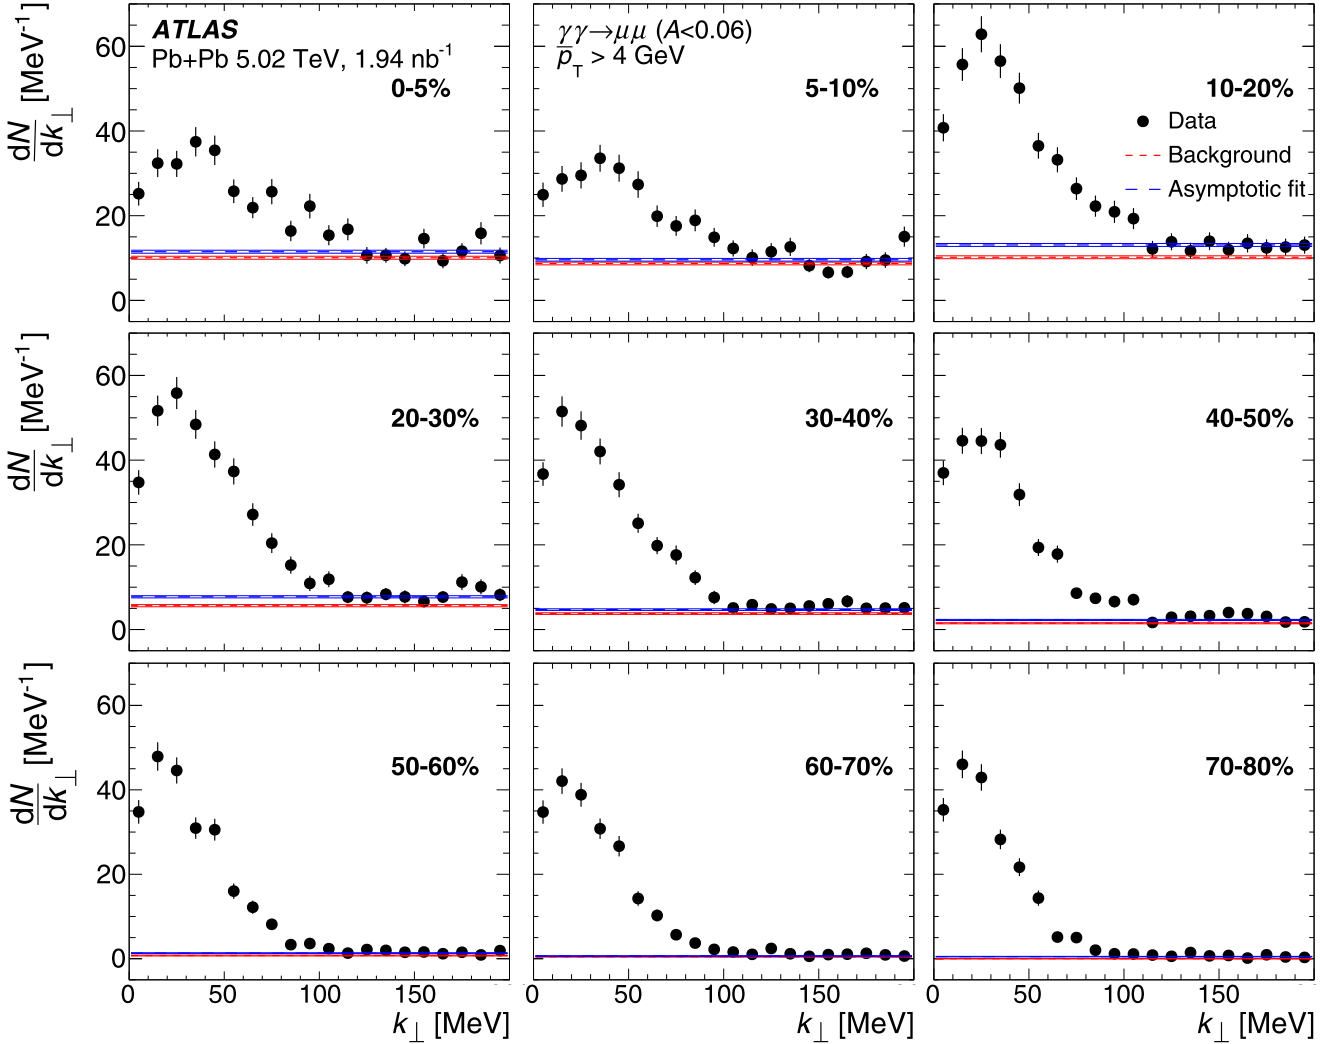 ATLAS
Pb+Pb 5.02 TeV, 1.94 nb⁻¹
0-5%
γγ→μμ (A<0.06)
p̅_T > 4 GeV
5-10%
10-20%
Data
Background
Asymptotic fit
dN/dk⊥ [MeV⁻¹]
60
40
20
0
20-30%
30-40%
40-50%
dN/dk⊥ [MeV⁻¹]
60
40
20
0
50-60%
60-70%
70-80%
dN/dk⊥ [MeV⁻¹]
60
40
20
0
0 50 100 150
0 50 100 150
0 50 100 150
k⊥ [MeV]
k⊥ [MeV]
k⊥ [MeV]